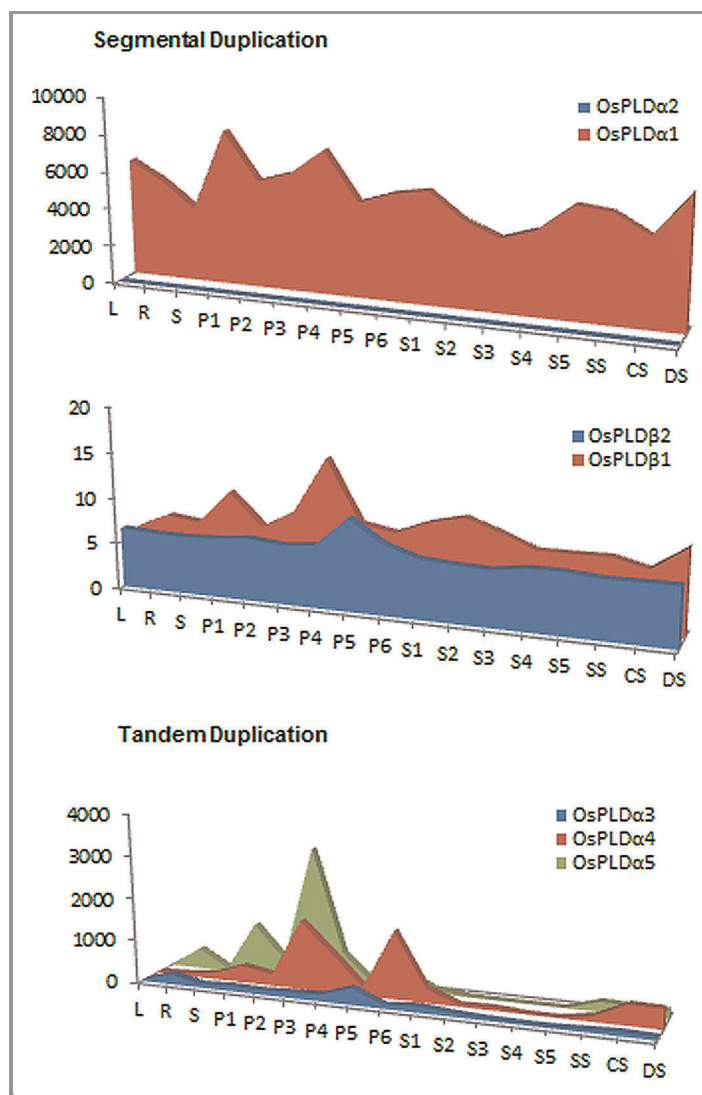 Segmental Duplication
10000
8000
6000
4000
2000
0
OsPLDα2
OsPLDα1
L R S P1 P2 P3 P4 P5 P6 S1 S2 S3 S4 S5 SS CS DS
20
15
10
5
0
OsPLDβ2
OsPLDβ1
L R S P1 P2 P3 P4 P5 P6 S1 S2 S3 S4 S5 SS CS DS
Tandem Duplication
4000
3000
2000
1000
0
OsPLDα3
OsPLDα4
OsPLDα5
L R S P1 P2 P3 P4 P5 P6 S1 S2 S3 S4 S5 SS CS DS